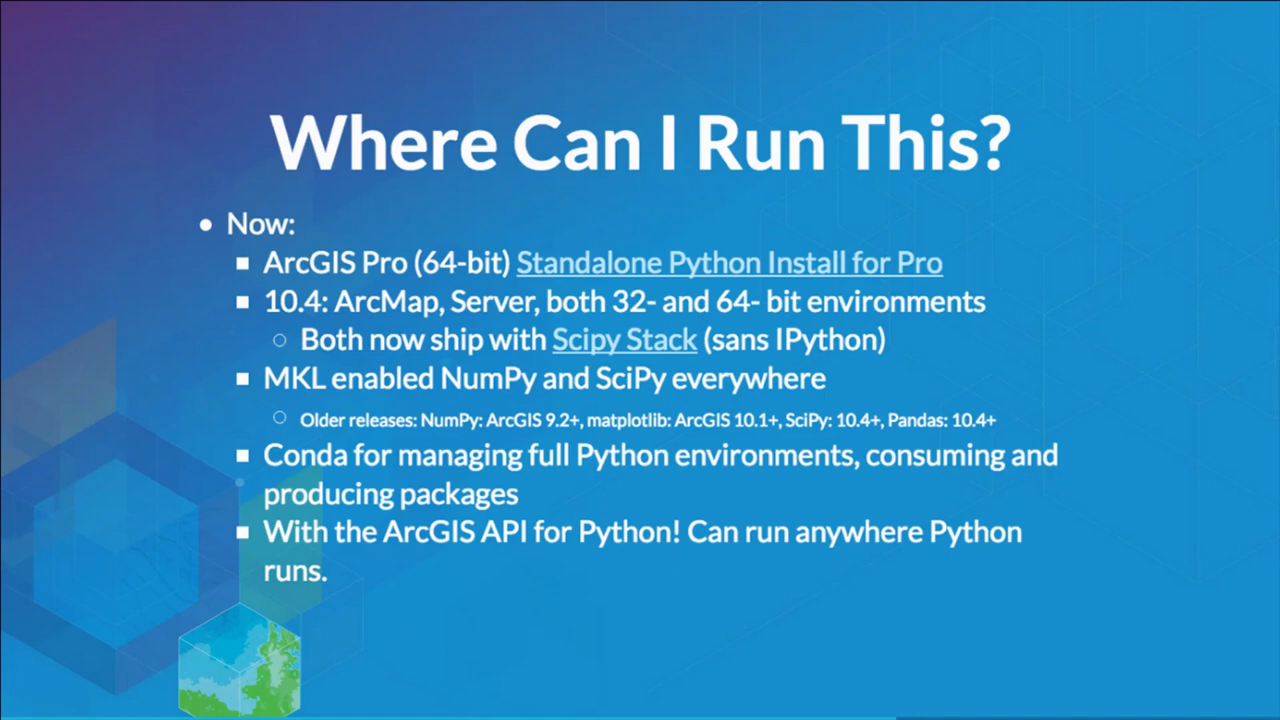 Where Can I Run This?
Now:
ArcGIS Pro (64-bit) Standalone Python Install for Pro
10.4: ArcMap, Server, both 32- and 64- bit environments
Both now ship with Scipy Stack (sans IPython)
MKL enabled NumPy and SciPy everywhere
Older releases: NumPy: ArcGIS 9.2+, matplotlib: ArcGIS 10.1+, SciPy: 10.4+, Pandas: 10.4+
Conda for managing full Python environments, consuming and
producing packages
With the ArcGIS API for Python! Can run anywhere Python
runs.